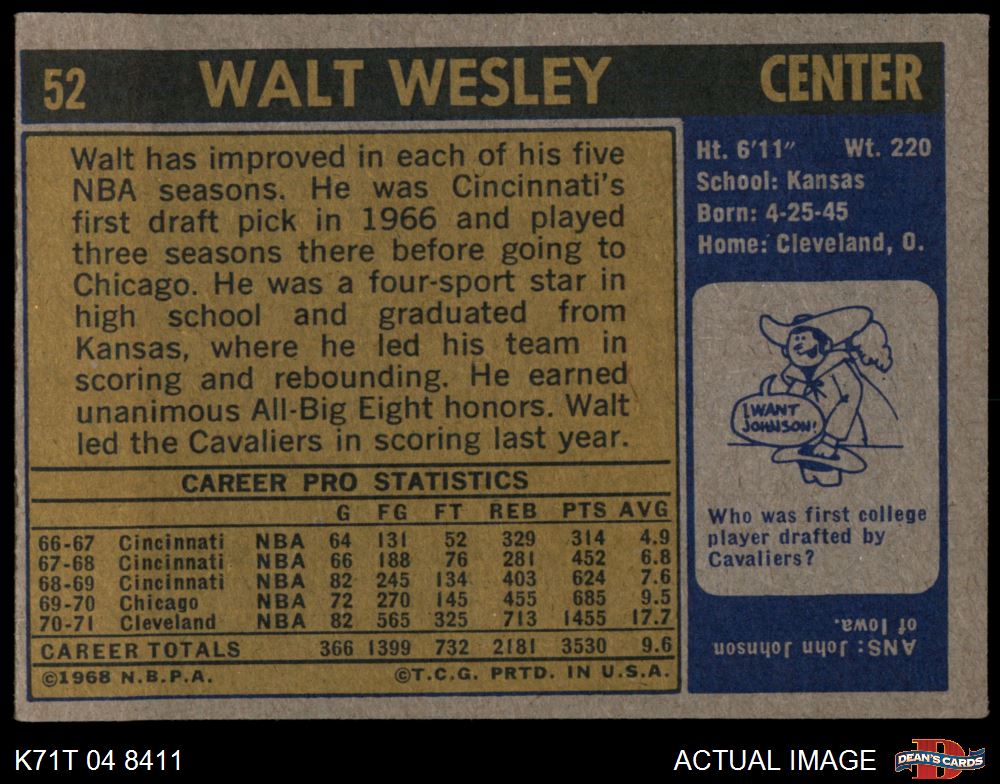 52 WALT WESLEY CENTER
Walt has improved in each of his five
NBA seasons. He was Cincinnati's
first draft pick in 1966 and played
three seasons there before going to
Chicago. He was a four-sport star in
high school and graduated from
Kansas, where he led his team in
scoring and rebounding. He earned
unanimous All-Big Eight honors. Walt
led the Cavaliers in scoring last year.
CAREER PRO STATISTICS
G FG FT REB PTS AVG
66-67 Cincinnati NBA 64 131 52 329 314 4.9
67-68 Cincinnati NBA 66 188 76 281 452 6.8
68-69 Cincinnati NBA 82 245 134 403 624 7.6
69-70 Chicago NBA 72 270 145 455 685 9.5
70-71 Cleveland NBA 82 565 325 713 1455 17.7
CAREER TOTALS 366 1399 732 2181 3530 9.6
©1968 N.B.P.A. ©T.C.G. PRTD. IN U.S.A.
Ht. 6'11" Wt. 220
School: Kansas
Born: 4-25-45
Home: Cleveland, O.
I WANT
JOHNSON!
Who was first college
player drafted by
Cavaliers?
ANS: John Johnson
of Iowa.
K71T 04 8411 ACTUAL IMAGE
D
DEAN'S CARDS